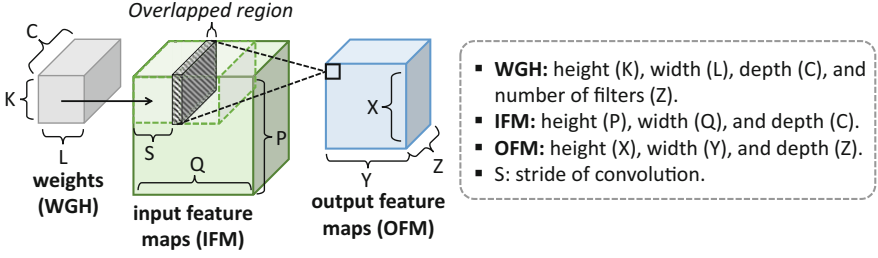 Overlapped region
C
K
L
weights
(WGH)
S
Q
P
input feature
maps (IFM)
X
Y
Z
output feature
maps (OFM)
▪ WGH: height (K), width (L), depth (C), and
number of filters (Z).
▪ IFM: height (P), width (Q), and depth (C).
▪ OFM: height (X), width (Y), and depth (Z).
▪ S: stride of convolution.